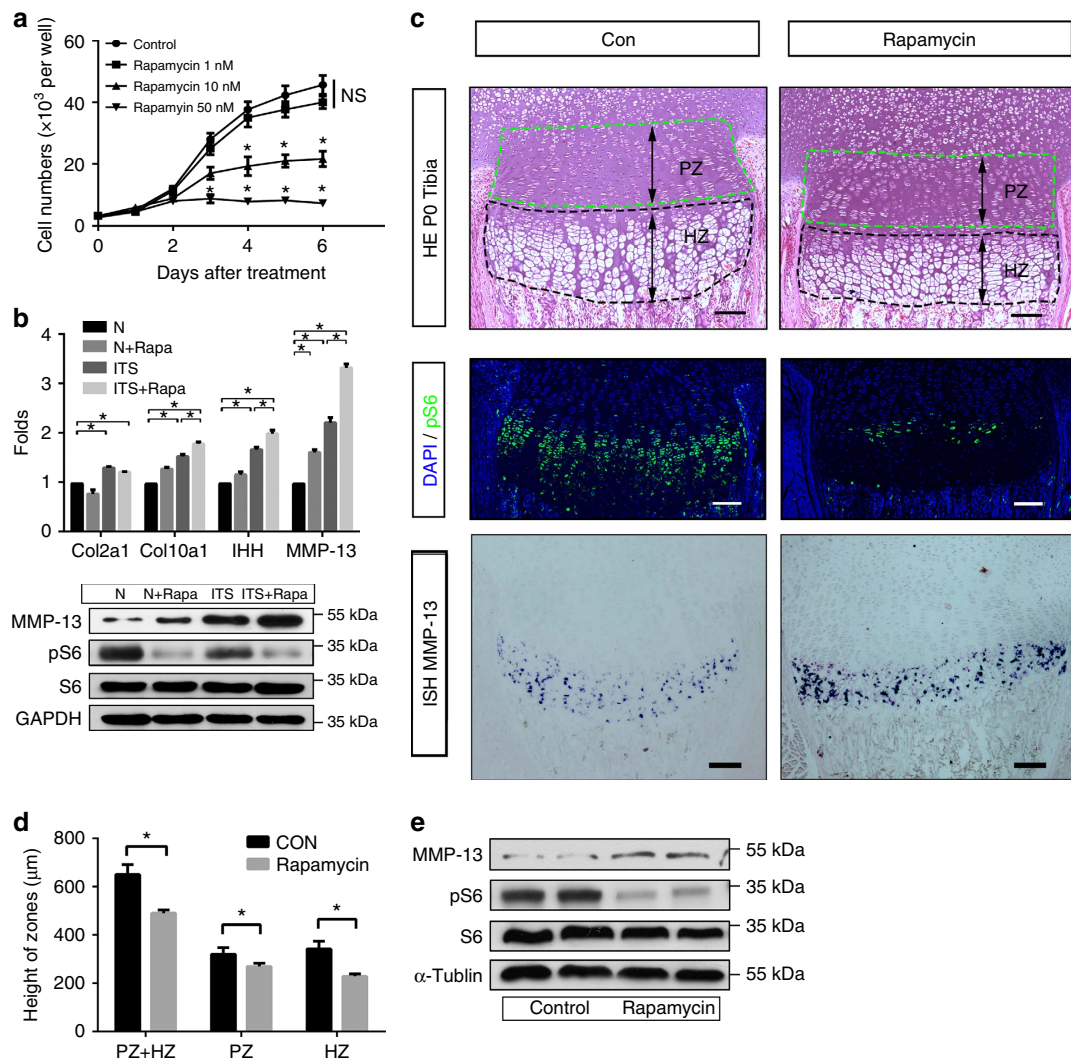 a
Cell numbers (×10³ per well)
60
40
20
0
Control
Rapamycin 1 nM
Rapamycin 10 nM
Rapamyin 50 nM
NS
* * *
* * * *
0 2 4 6
Days after treatment
b
N
N+Rapa
ITS
ITS+Rapa
Folds
4
3
2
1
0
* *
* * *
* * *
* * * *
Col2a1 Col10a1 IHH MMP-13
N N+Rapa ITS ITS+Rapa
MMP-13 55 kDa
pS6 35 kDa
S6 35 kDa
GAPDH 35 kDa
c
Con Rapamycin
HE P0 Tibia
PZ
HZ
PZ
HZ
DAPI / pS6
ISH MMP-13
d
Height of zones (μm)
800
600
400
200
0
CON
Rapamycin
* * *
PZ+HZ PZ HZ
e
MMP-13 55 kDa
pS6 35 kDa
S6 35 kDa
α-Tublin 55 kDa
Control Rapamycin